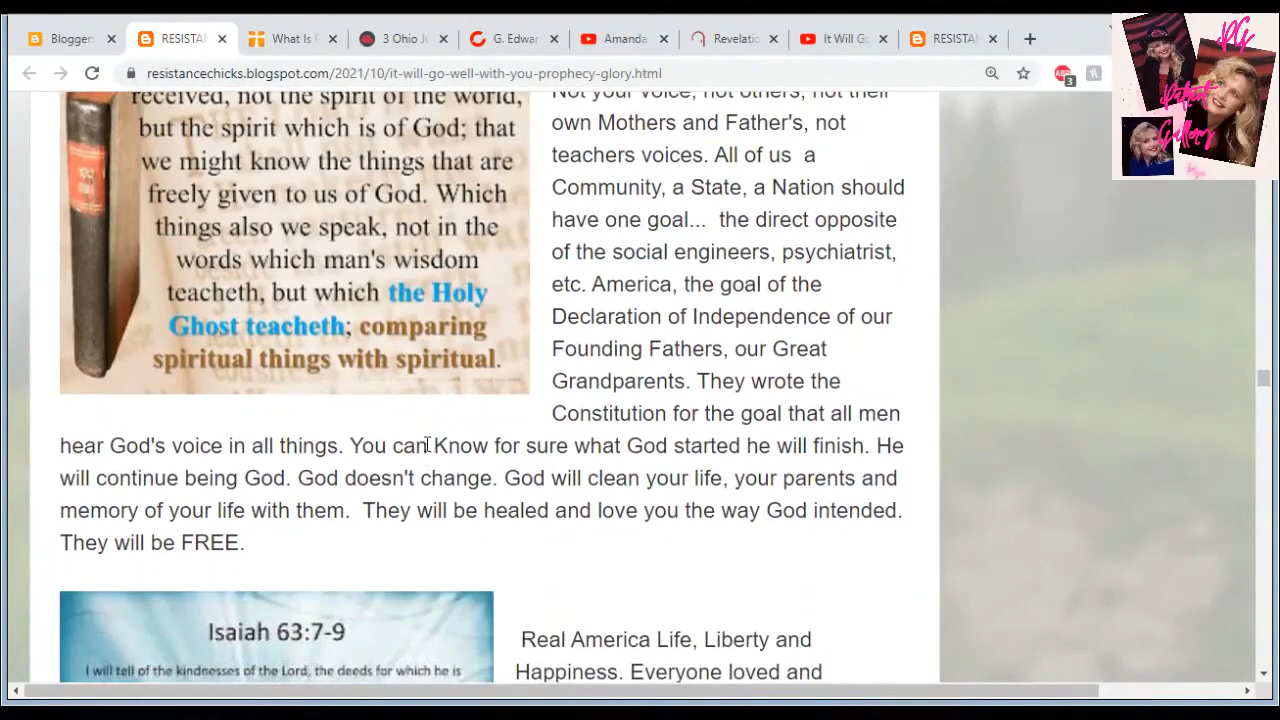 Blogger:
RESISTAN
What Is F
3 Ohio J
G. Edwar
Amanda
Revelatio
It Will Go
RESISTAN
resistancechicks.blogspot.com/2021/10/it-will-go-well-with-you-prophecy-glory.html
ABP
3
PG
Patriot
Gallery
HOLY BIBLE
received, not the spirit of the world,
but the spirit which is of God; that
we might know the things that are
freely given to us of God. Which
things also we speak, not in the
words which man's wisdom
teacheth, but which the Holy
Ghost teacheth; comparing
spiritual things with spiritual.
Not your voice, not others, not their
own Mothers and Father's, not
teachers voices. All of us a
Community, a State, a Nation should
have one goal... the direct opposite
of the social engineers, psychiatrist,
etc. America, the goal of the
Declaration of Independence of our
Founding Fathers, our Great
Grandparents. They wrote the
Constitution for the goal that all men
hear God's voice in all things. You can Know for sure what God started he will finish. He
will continue being God. God doesn't change. God will clean your life, your parents and
memory of your life with them. They will be healed and love you the way God intended.
They will be FREE.
Isaiah 63:7-9
I will tell of the kindnesses of the Lord, the deeds for which he is
Real America Life, Liberty and
Happiness. Everyone loved and